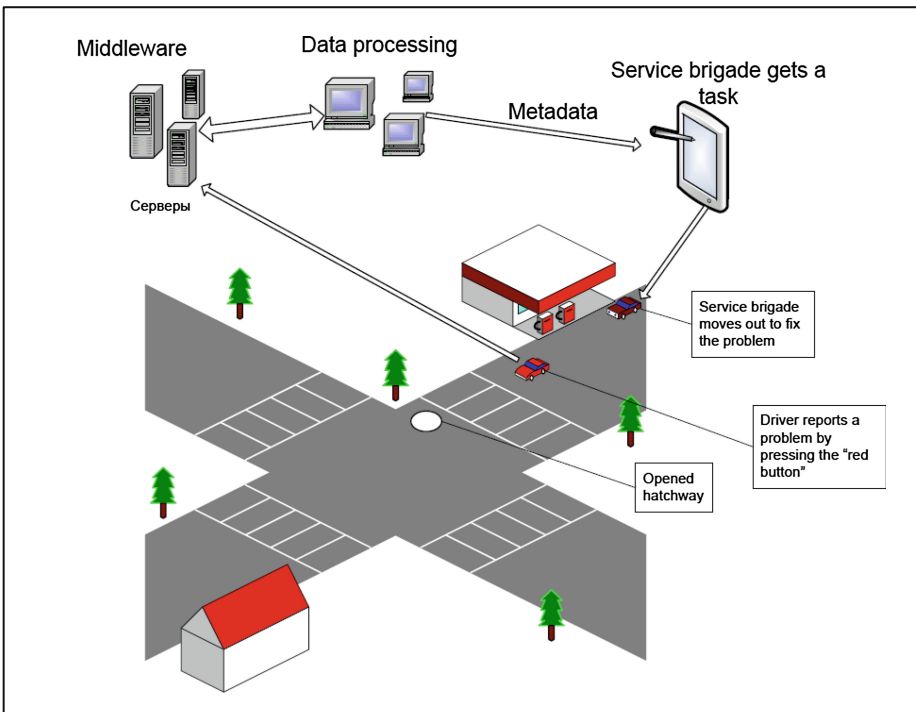 Middleware
Data processing
Service brigade gets a
task
Metadata
Серверы
Service brigade
moves out to fix
the problem
Driver reports a
problem by
pressing the “red
button”
Opened
hatchway